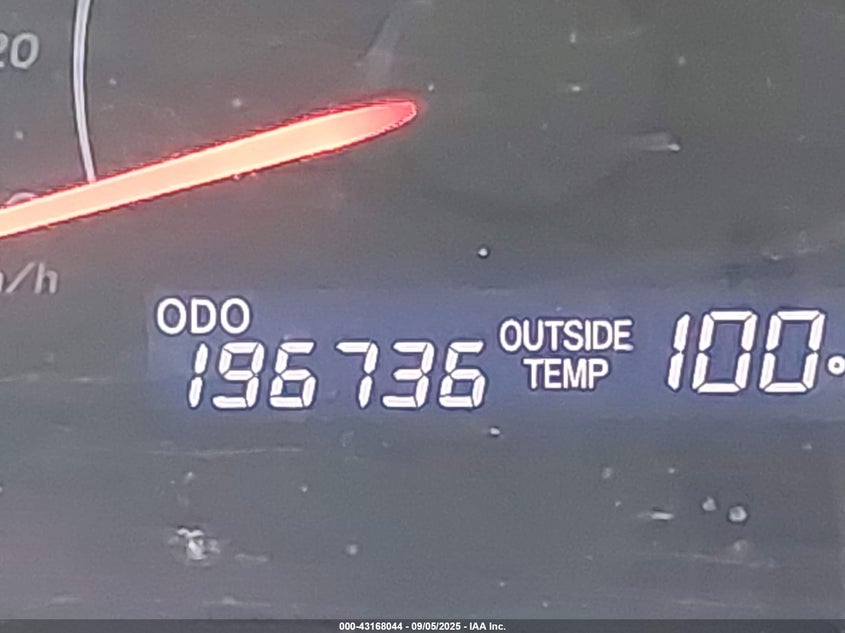 20
/h
ODO
196736
OUTSIDE
TEMP
100°
000-43168044 - 09/05/2025 - IAA Inc.